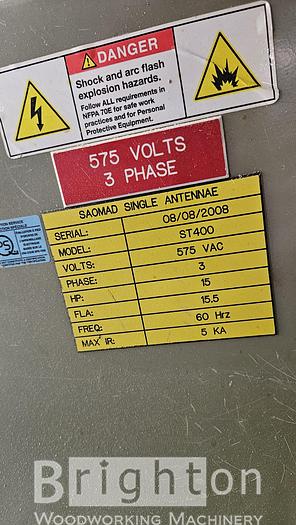 DANGER
Shock and arc flash
explosion hazards.
Follow ALL requirements in
NFPA 70E for safe work
practices and for Personal
Protective Equipment.
575 VOLTS
3 PHASE
SAOMAD SINGLE ANTENNAE
SERIAL: 08/08/2008
MODEL: ST400
VOLTS: 575 VAC
PHASE: 3
HP: 15
FLA: 15.5
FREQ: 60 Hrz
MAX IR: 5 KA
Brighton
WOODWORKING MACHINERY